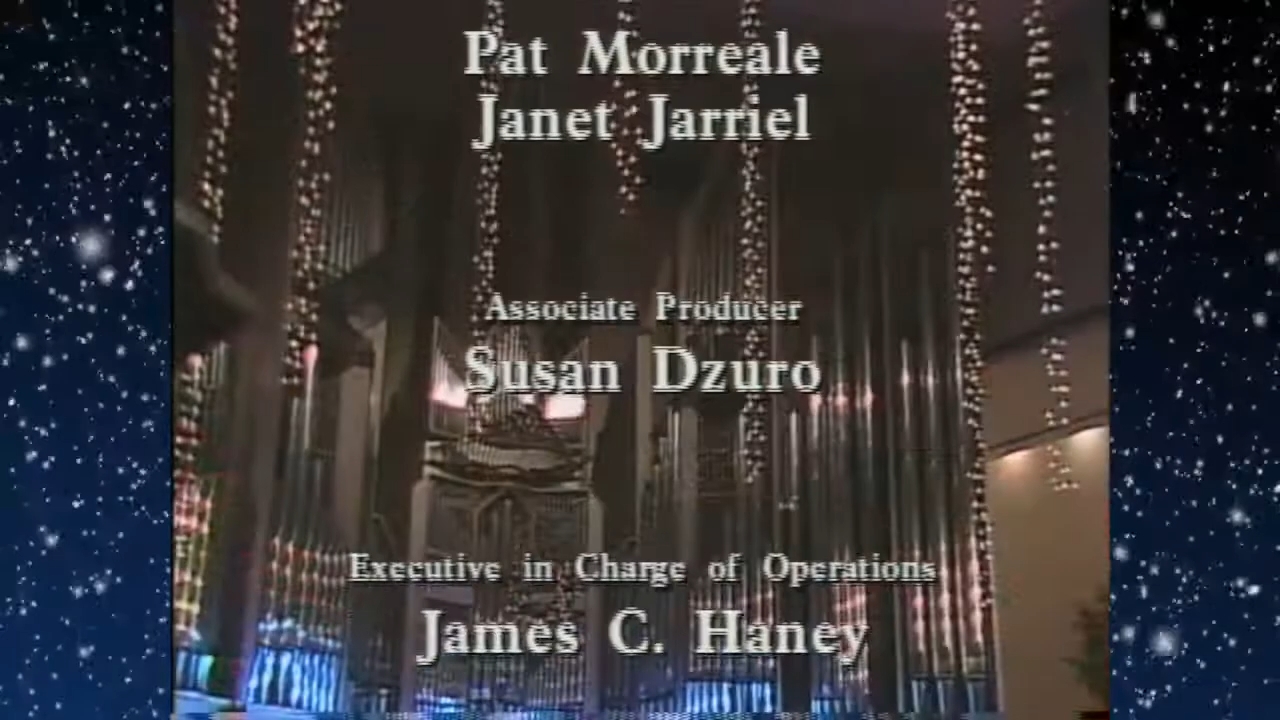 Pat Morreale
Janet Jarriel
Associate Producer
Susan Dzuro
Executive in Charge of Operations
James C. Haney